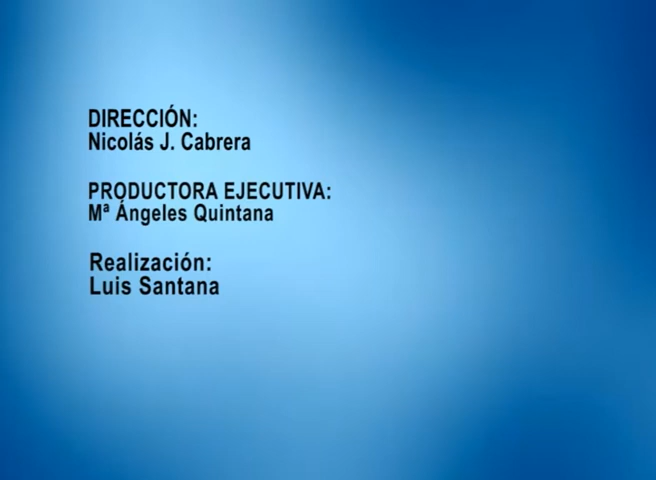 DIRECCIÓN:
Nicolás J. Cabrera
PRODUCTORA EJECUTIVA:
Mª Ángeles Quintana
Realización:
Luis Santana